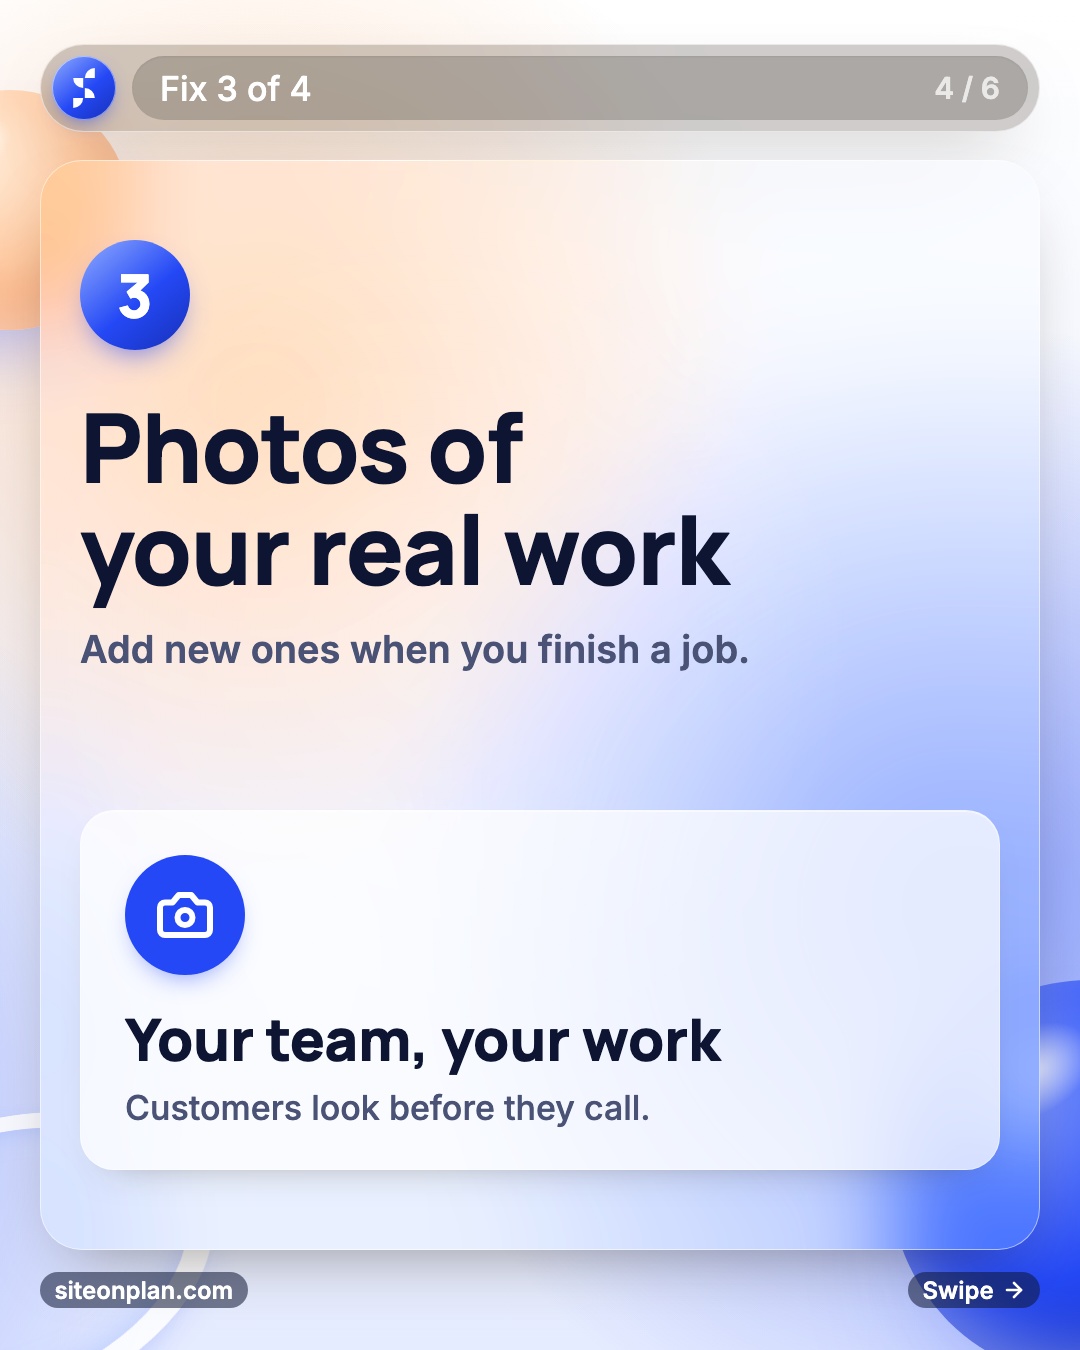 Fix 3 of 4
4 / 6
3
Photos of
your real work
Add new ones when you finish a job.
Your team, your work
Customers look before they call.
siteonplan.com
Swipe →